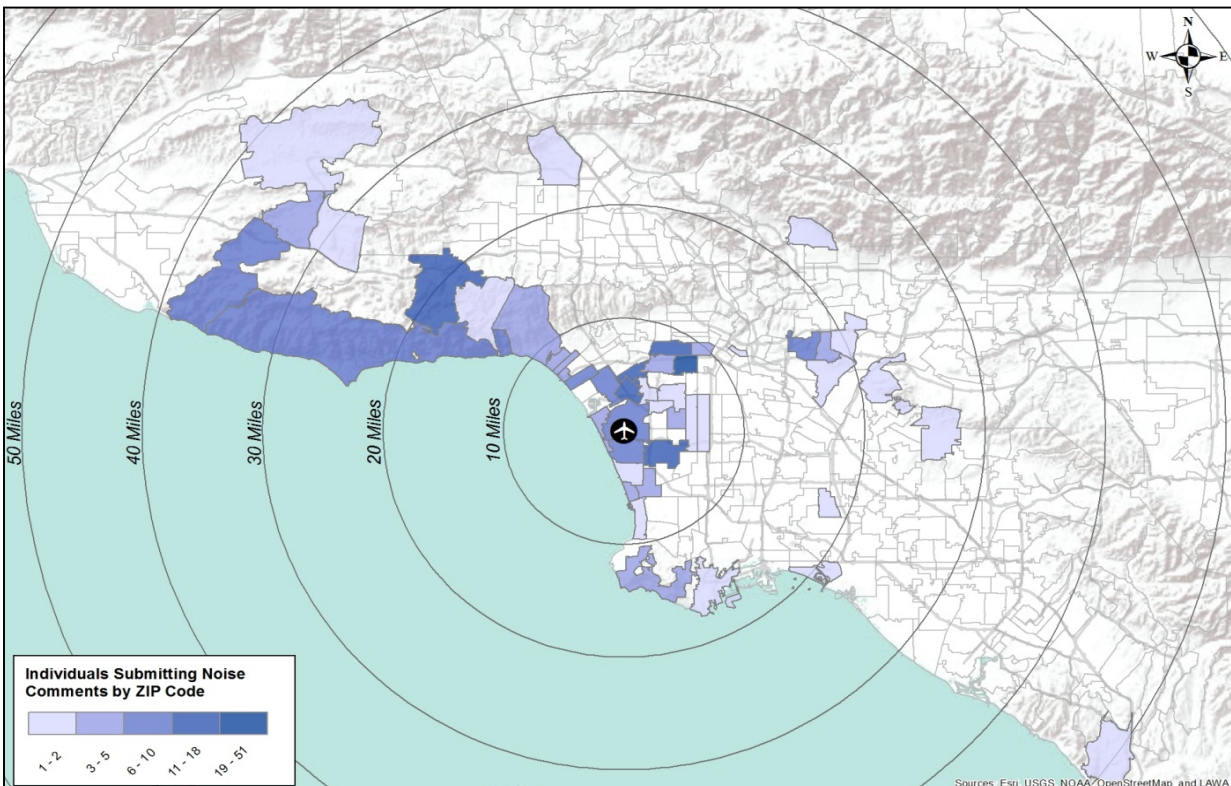 N
W E
S
50 Miles
40 Miles
30 Miles
20 Miles
10 Miles
Individuals Submitting Noise
Comments by ZIP Code
1 - 2
3 - 5
6 - 10
11 - 18
19 - 51
Sources: Esri, USGS, NOAA, OpenStreetMap, and LAWA